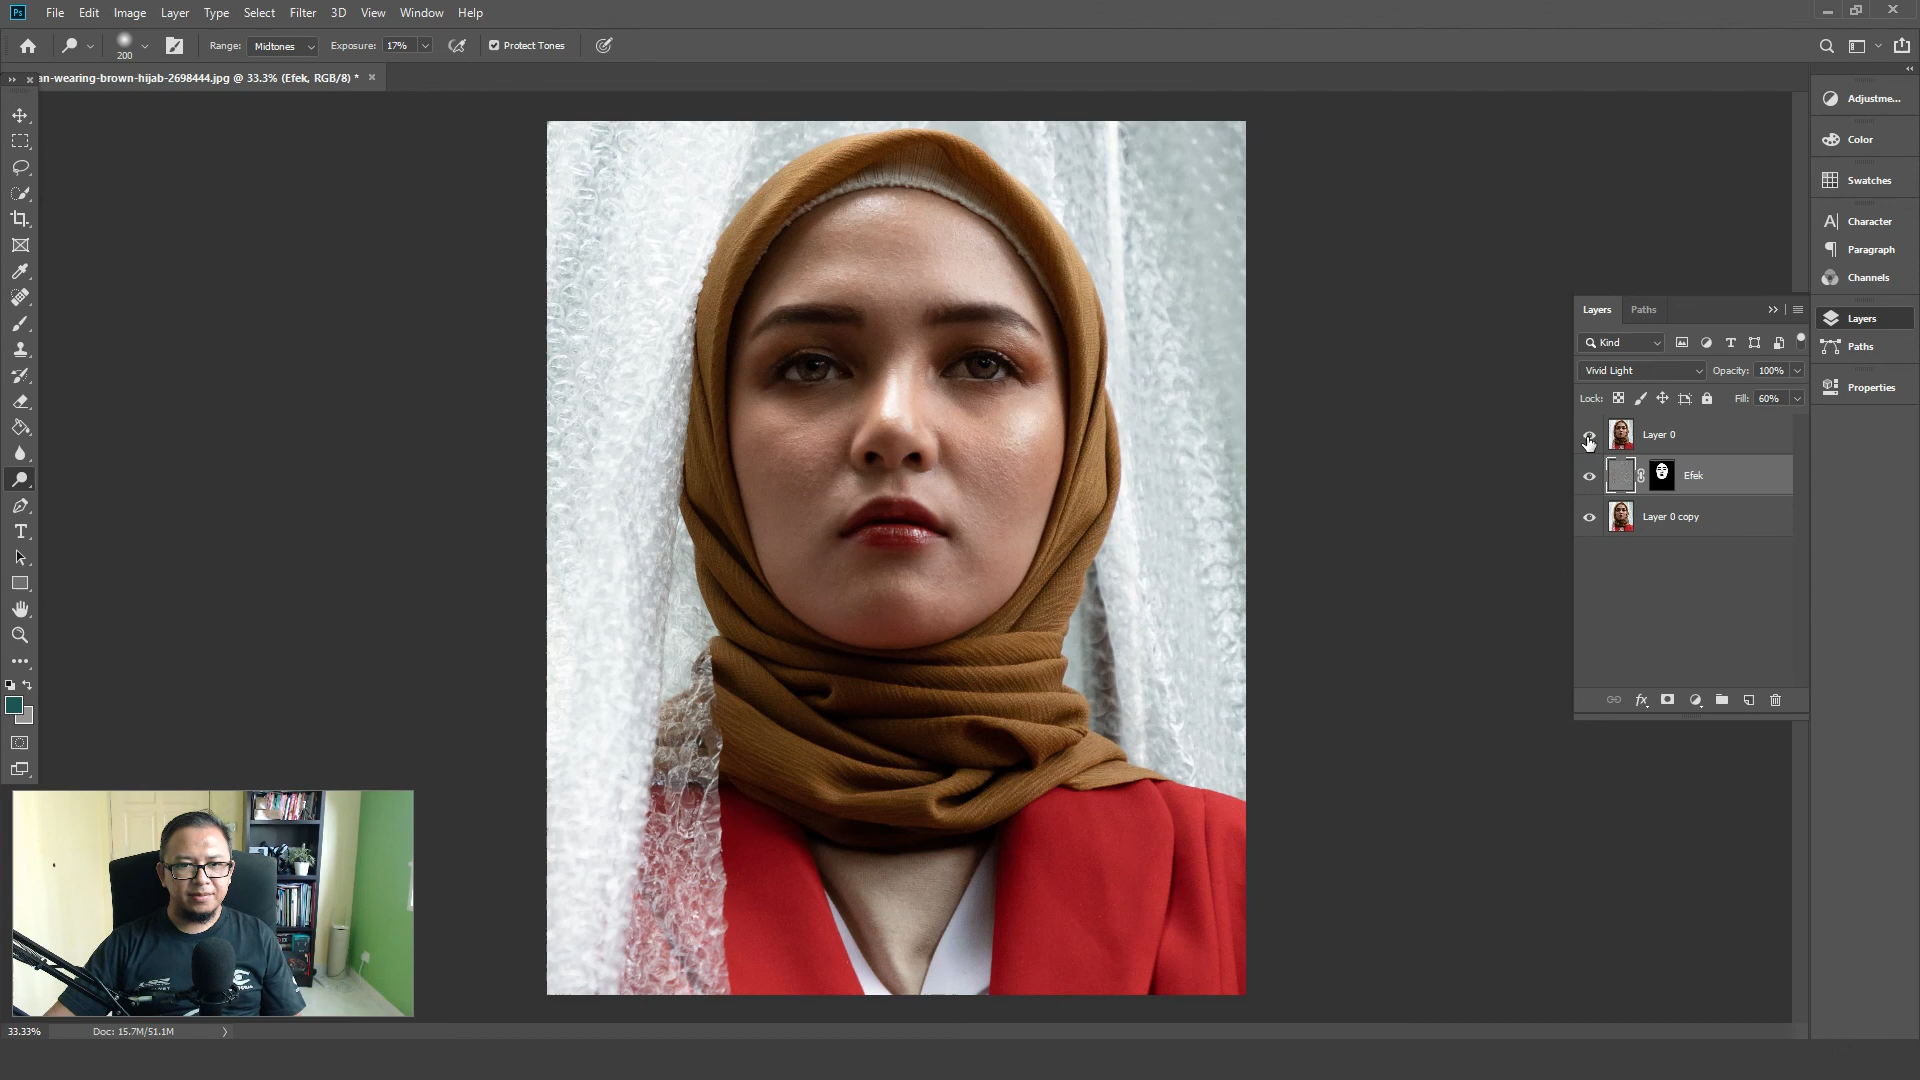 Ps File Edit Image Layer Type Select Filter 3D View Window Help
200 Range: Midtones Exposure: 17% Protect Tones
an-wearing-brown-hijab-2698444.jpg @ 33.3% (Efek, RGB/8) *
Adjustme...
Color
Swatches
Character
Paragraph
Channels
Layers
Paths
Properties
Layers Paths
Kind
Vivid Light Opacity: 100%
Lock: Fill: 60%
Layer 0
Efek
Layer 0 copy
33.33% Doc: 15.7M/51.1M